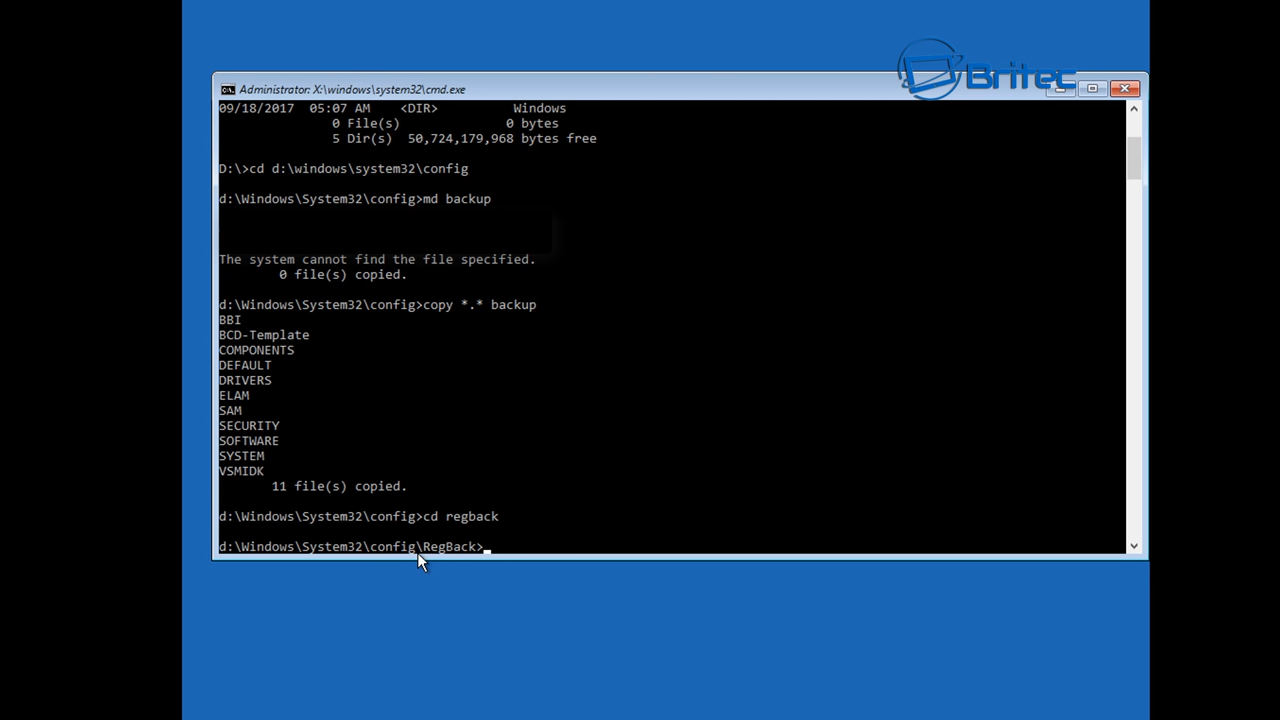 Britec
Administrator: X:\windows\system32\cmd.exe
09/18/2017  05:07 AM    <DIR>          Windows
               0 File(s)              0 bytes
               5 Dir(s)  50,724,179,968 bytes free
D:\>cd d:\windows\system32\config
d:\Windows\System32\config>md backup
The system cannot find the file specified.
        0 file(s) copied.
d:\Windows\System32\config>copy *.* backup
BBI
BCD-Template
COMPONENTS
DEFAULT
DRIVERS
ELAM
SAM
SECURITY
SOFTWARE
SYSTEM
VSMIDK
       11 file(s) copied.
d:\Windows\System32\config>cd regback
d:\Windows\System32\config\RegBack>